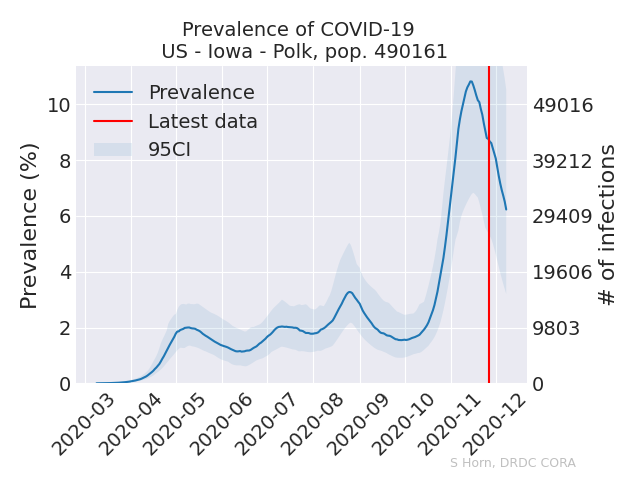 Prevalence of COVID-19
US - Iowa - Polk, pop. 490161
Prevalence
Latest data
95CI
Prevalence (%)
10
8
6
4
2
0
49016
39212
29409
19606
9803
0
# of infections
2020-03
2020-04
2020-05
2020-06
2020-07
2020-08
2020-09
2020-10
2020-11
2020-12
S Horn, DRDC CORA